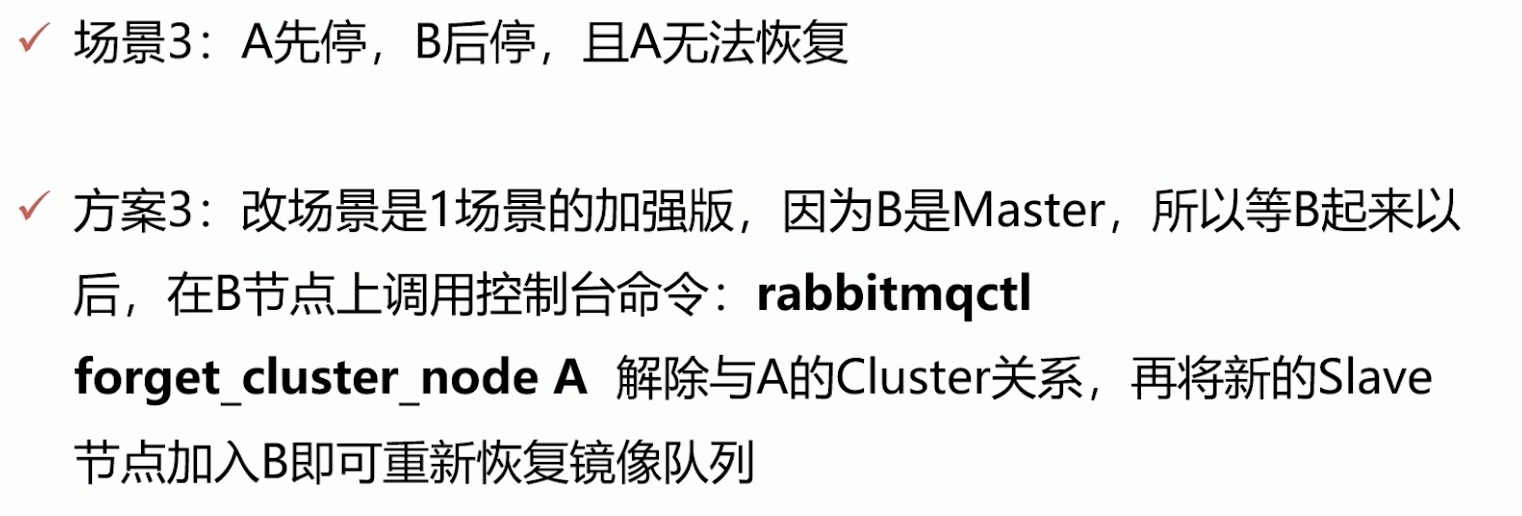 ✓ 场景3：A先停，B后停，且A无法恢复
✓ 方案3：改场景是1场景的加强版，因为B是Master，所以等B起来以
后，在B节点上调用控制台命令：rabbitmqctl
forget_cluster_node A 解除与A的Cluster关系，再将新的Slave
节点加入B即可重新恢复镜像队列